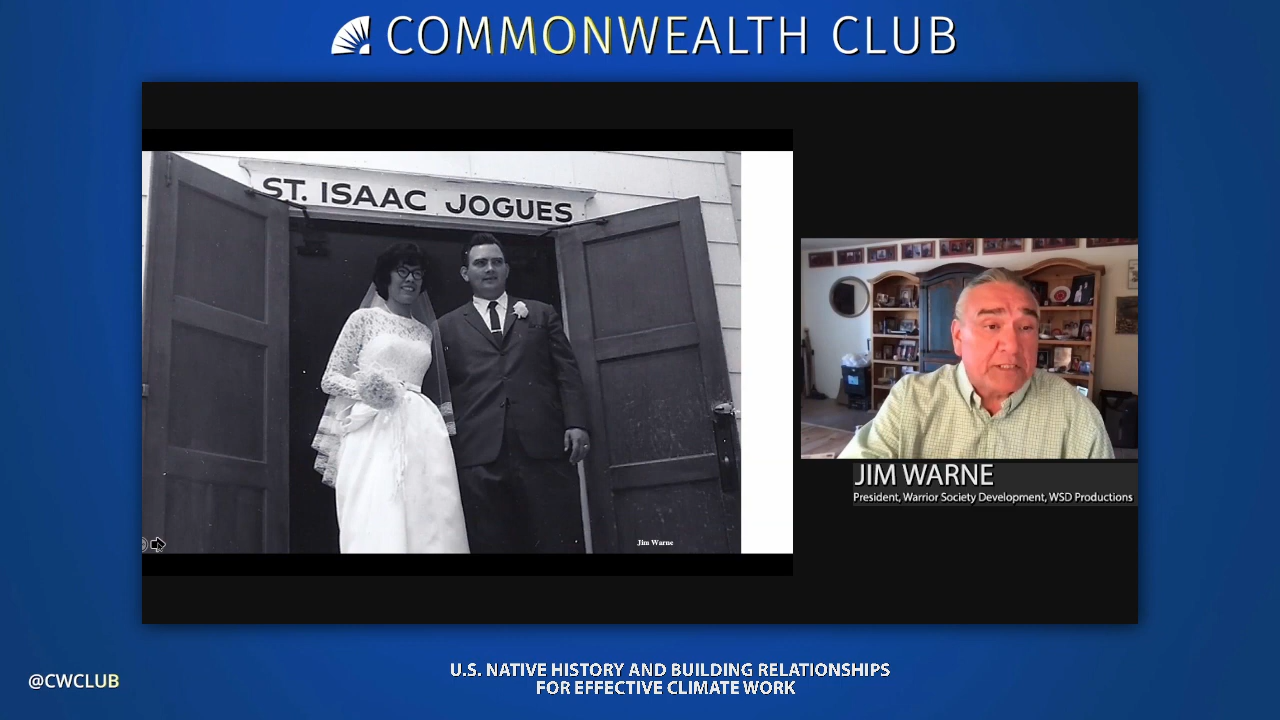 COMMONWEALTH CLUB
ST. ISAAC JOGUES
Jim Warne
JIM WARNE
President, Warrior Society Development, WSD Productions
@CWCLUB
U.S. NATIVE HISTORY AND BUILDING RELATIONSHIPS
FOR EFFECTIVE CLIMATE WORK